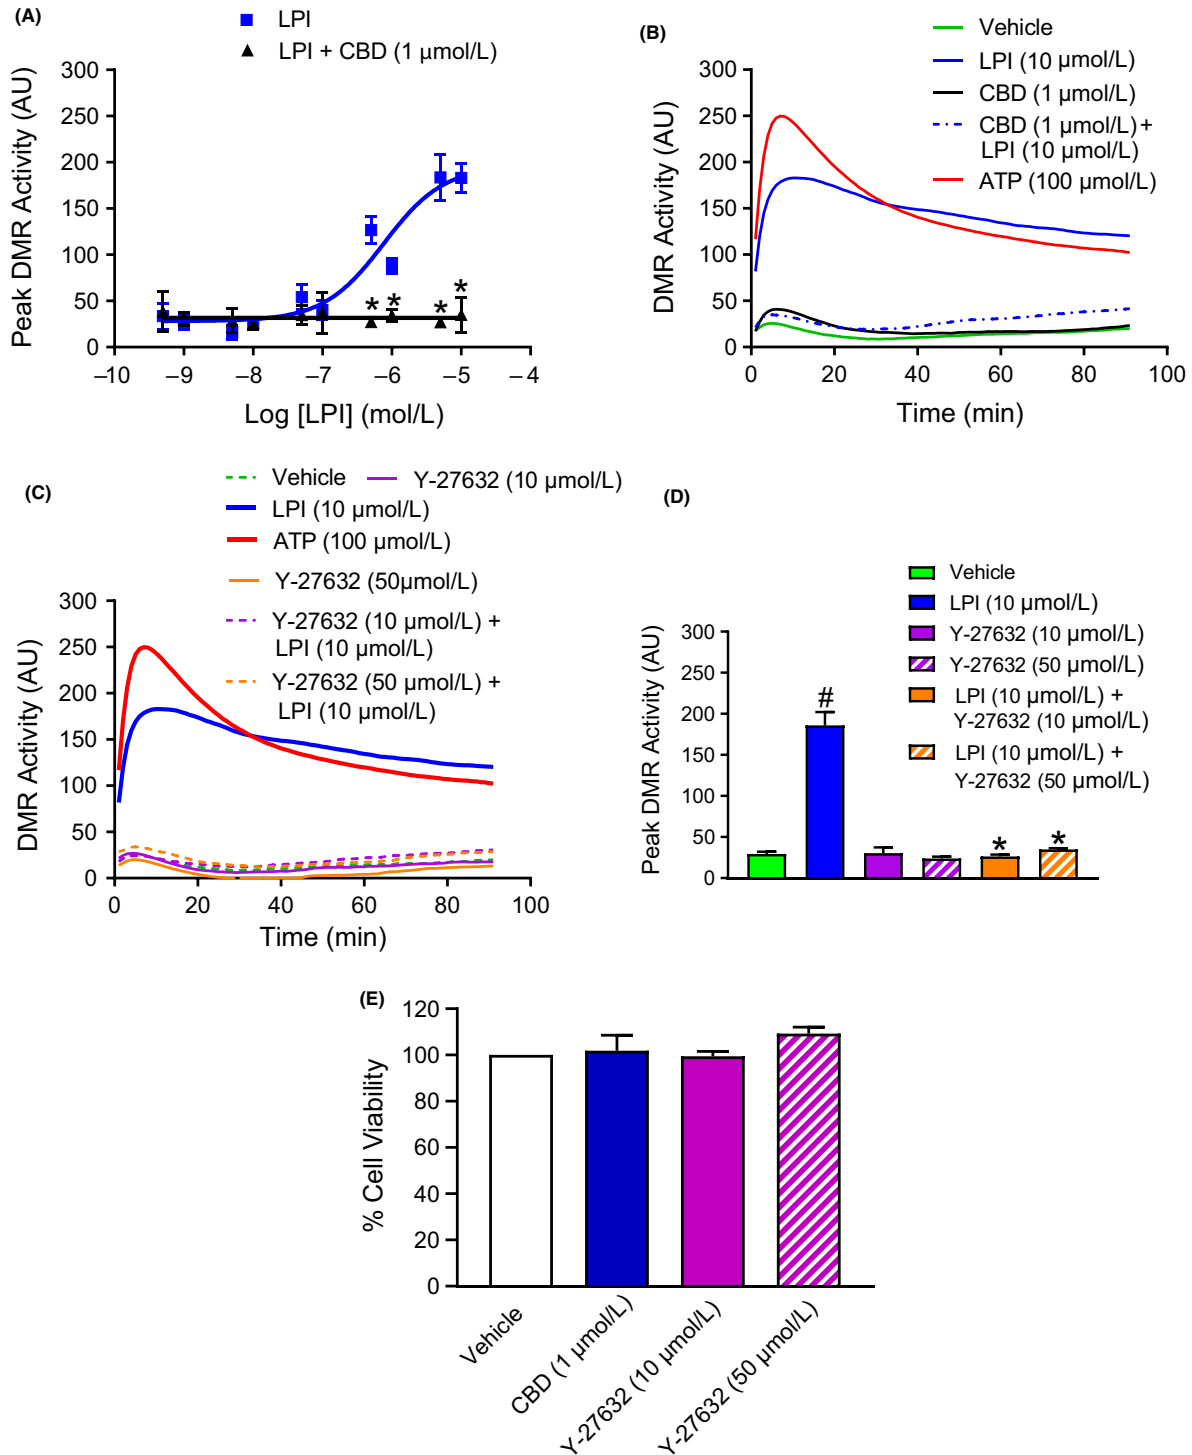 (A)
LPI
LPI + CBD (1 µmol/L)
Peak DMR Activity (AU)
300
250
200
150
100
50
0
* * * *
–10 –9 –8 –7 –6 –5 –4
Log [LPI] (mol/L)
(B)
Vehicle
LPI (10 µmol/L)
CBD (1 µmol/L)
CBD (1 µmol/L)+
LPI (10 µmol/L)
ATP (100 µmol/L)
DMR Activity (AU)
300
250
200
150
100
50
0
0 20 40 60 80 100
Time (min)
(C)
Vehicle Y-27632 (10 µmol/L)
LPI (10 µmol/L)
ATP (100 µmol/L)
Y-27632 (50µmol/L)
Y-27632 (10 µmol/L) +
LPI (10 µmol/L)
Y-27632 (50 µmol/L) +
LPI (10 µmol/L)
DMR Activity (AU)
300
250
200
150
100
50
0
0 20 40 60 80 100
Time (min)
(D)
Vehicle
LPI (10 µmol/L)
Y-27632 (10 µmol/L)
Y-27632 (50 µmol/L)
LPI (10 µmol/L) +
Y-27632 (10 µmol/L)
LPI (10 µmol/L) +
Y-27632 (50 µmol/L)
Peak DMR Activity (AU)
300
250
200
150
100
50
0
#
* *
(E)
% Cell Viability
120
100
80
60
40
20
0
Vehicle
CBD (1 µmol/L)
Y-27632 (10 µmol/L)
Y-27632 (50 µmol/L)